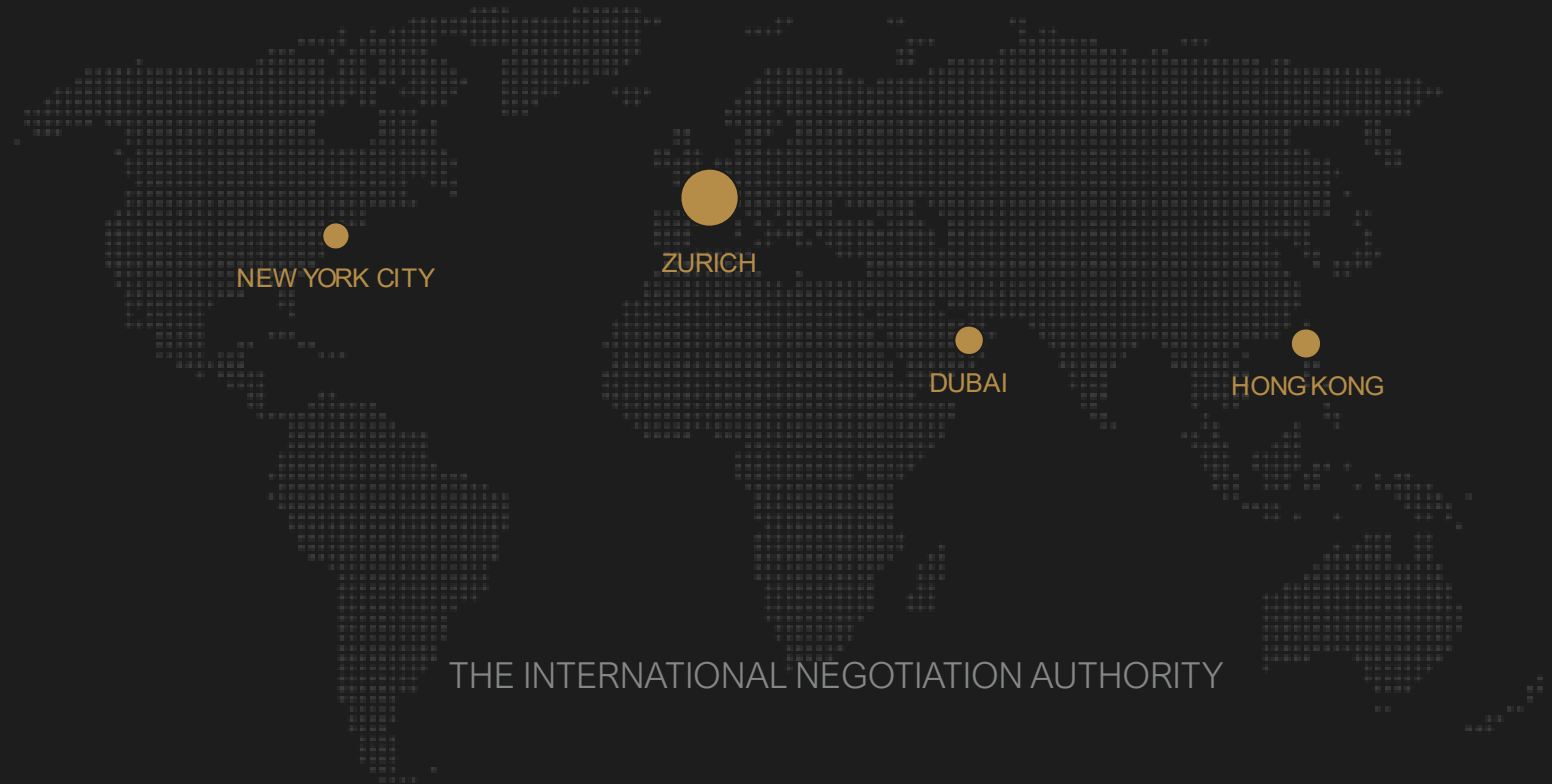 NEW YORK CITY
ZURICH
DUBAI
HONG KONG
THE INTERNATIONAL NEGOTIATION AUTHORITY